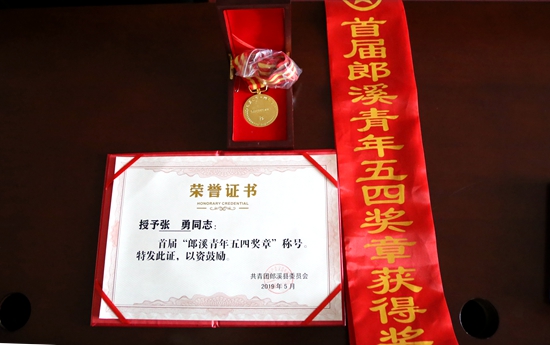 荣誉证书
HONORARY CREDENTIAL
授予张 勇同志：
首届“郎溪青年五四奖章”称号。
特发此证，以资鼓励。
共青团郎溪县委员会
2019年5月
首届郎溪青年五四奖章获得奖